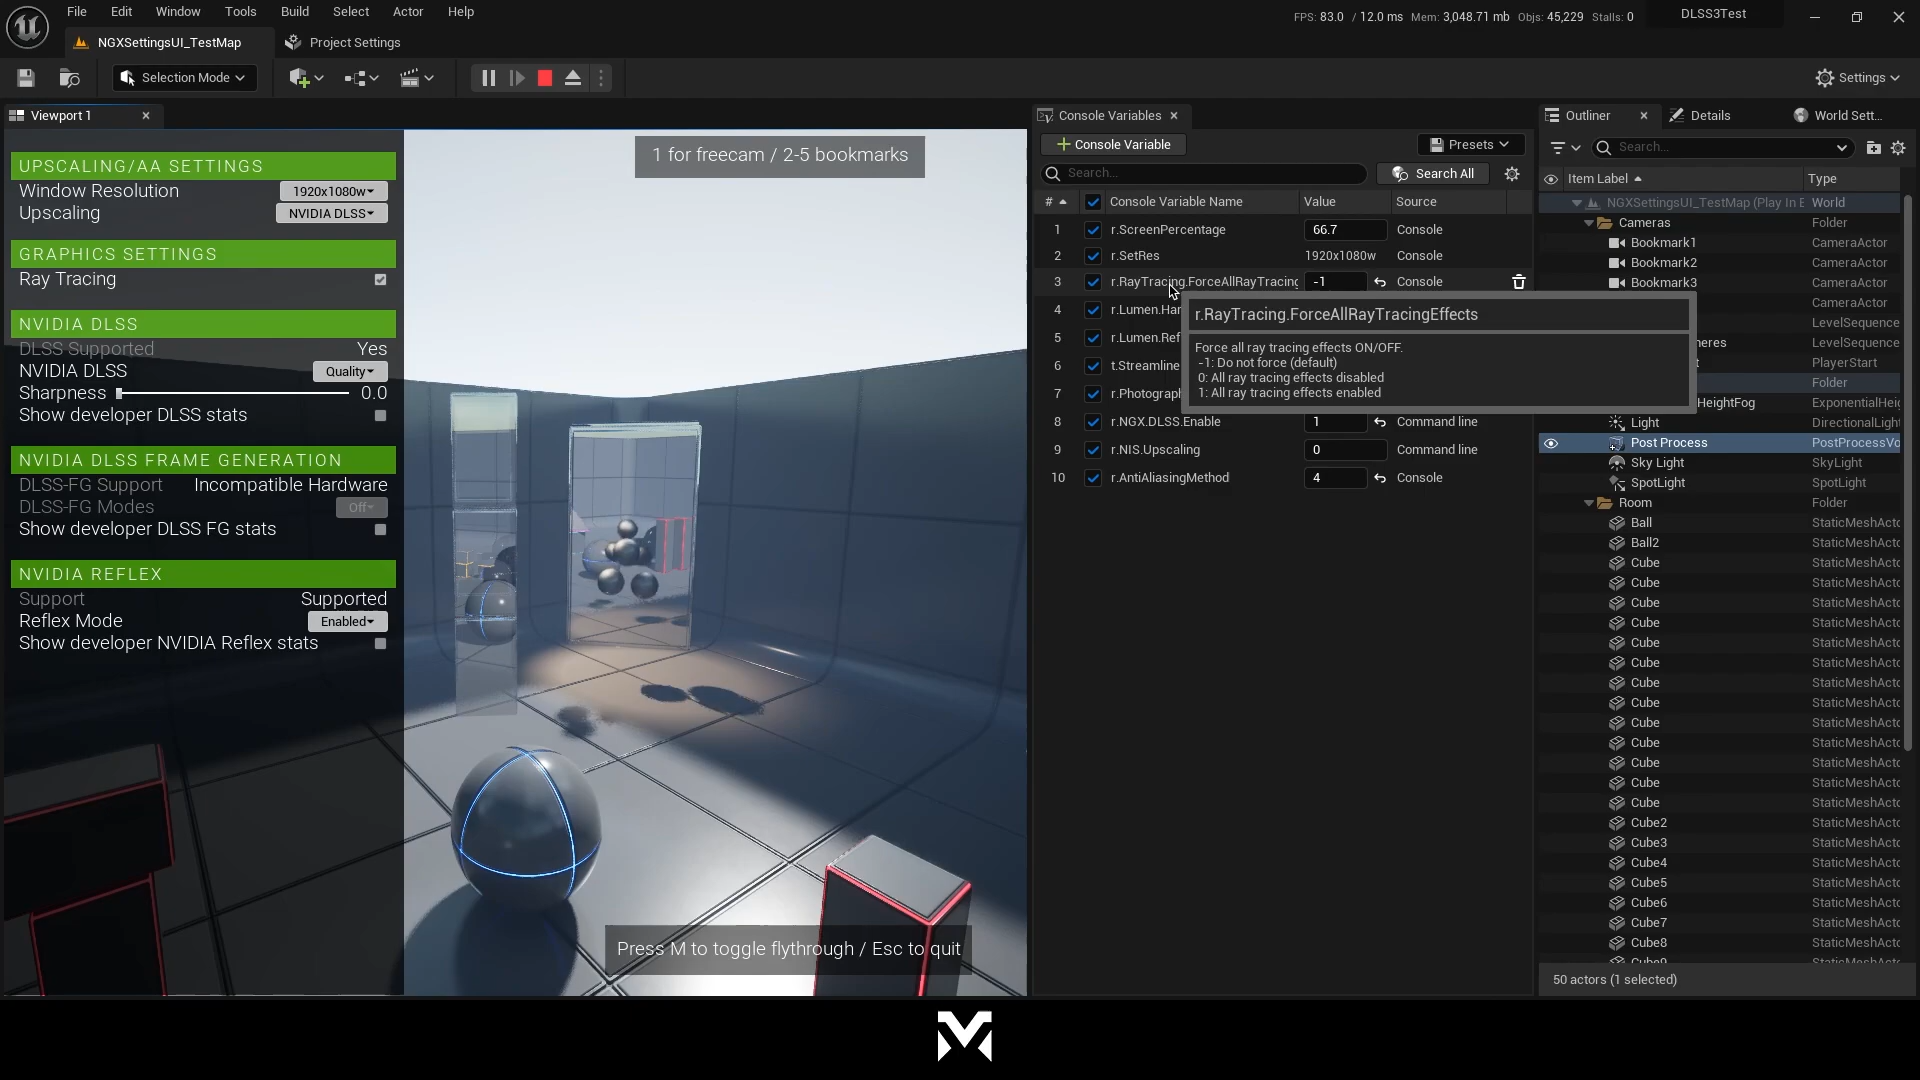 File Edit Window Tools Build Select Actor Help
FPS: 83.0 / 12.0 ms Mem: 3,048.71 mb Objs: 45,229 Stalls: 0
DLSS3Test
NGXSettingsUI_TestMap
Project Settings
Selection Mode
Settings
Viewport 1
UPSCALING/AA SETTINGS
Window Resolution 1920x1080w
Upscaling NVIDIA DLSS
GRAPHICS SETTINGS
Ray Tracing
NVIDIA DLSS
DLSS Supported Yes
NVIDIA DLSS Quality
Sharpness 0.0
Show developer DLSS stats
NVIDIA DLSS FRAME GENERATION
DLSS-FG Support Incompatible Hardware
DLSS-FG Modes Off
Show developer DLSS FG stats
NVIDIA REFLEX
Support Supported
Reflex Mode Enabled
Show developer NVIDIA Reflex stats
1 for freecam / 2-5 bookmarks
Press M to toggle flythrough / Esc to quit
Console Variables
Console Variable
Presets
Search...
Search All
# Console Variable Name Value Source
1 r.ScreenPercentage 66.7 Console
2 r.SetRes 1920x1080w Console
3 r.RayTracing.ForceAllRayTracing -1 Console
4 r.Lumen.Har
5 r.Lumen.Ref
6 t.Streamline
7 r.Photograph
8 r.NGX.DLSS.Enable 1 Command line
9 r.NIS.Upscaling 0 Command line
10 r.AntiAliasingMethod 4 Console
r.RayTracing.ForceAllRayTracingEffects
Force all ray tracing effects ON/OFF.
-1: Do not force (default)
0: All ray tracing effects disabled
1: All ray tracing effects enabled
Outliner
Details
World Sett...
Search...
Item Label Type
NGXSettingsUI_TestMap (Play In E World
Cameras Folder
Bookmark1 CameraActor
Bookmark2 CameraActor
Bookmark3 CameraActor
CameraActor
LevelSequence
heres LevelSequence
t PlayerStart
Folder
HeightFog ExponentialHei
Light DirectionalLight
Post Process PostProcessVo
Sky Light SkyLight
SpotLight SpotLight
Room Folder
Ball StaticMeshActo
Ball2 StaticMeshActo
Cube StaticMeshActo
Cube StaticMeshActo
Cube StaticMeshActo
Cube StaticMeshActo
Cube StaticMeshActo
Cube StaticMeshActo
Cube StaticMeshActo
Cube StaticMeshActo
Cube StaticMeshActo
Cube StaticMeshActo
Cube StaticMeshActo
Cube StaticMeshActo
Cube StaticMeshActo
Cube2 StaticMeshActo
Cube3 StaticMeshActo
Cube4 StaticMeshActo
Cube5 StaticMeshActo
Cube6 StaticMeshActo
Cube7 StaticMeshActo
Cube8 StaticMeshActo
50 actors (1 selected)